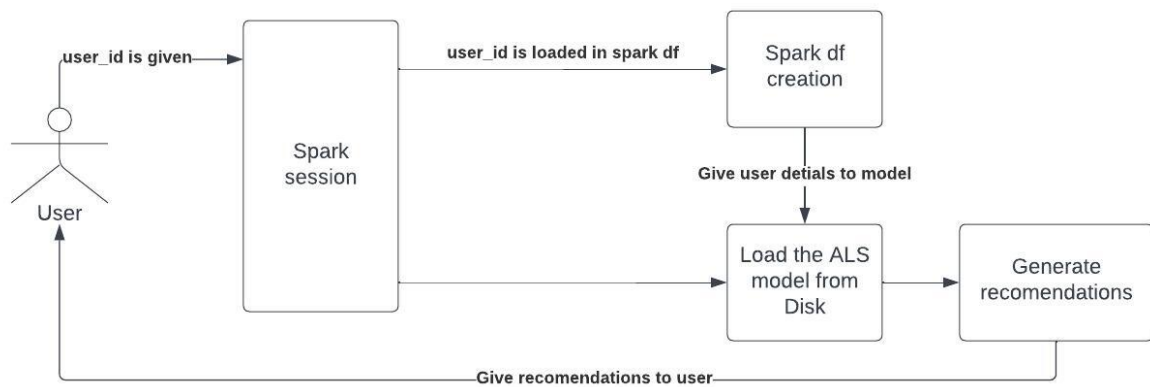 user_id is given
user_id is loaded in spark df
Spark df
creation
Spark
session
Give user detials to model
User
Load the ALS
model from
Disk
Generate
recomendations
Give recomendations to user